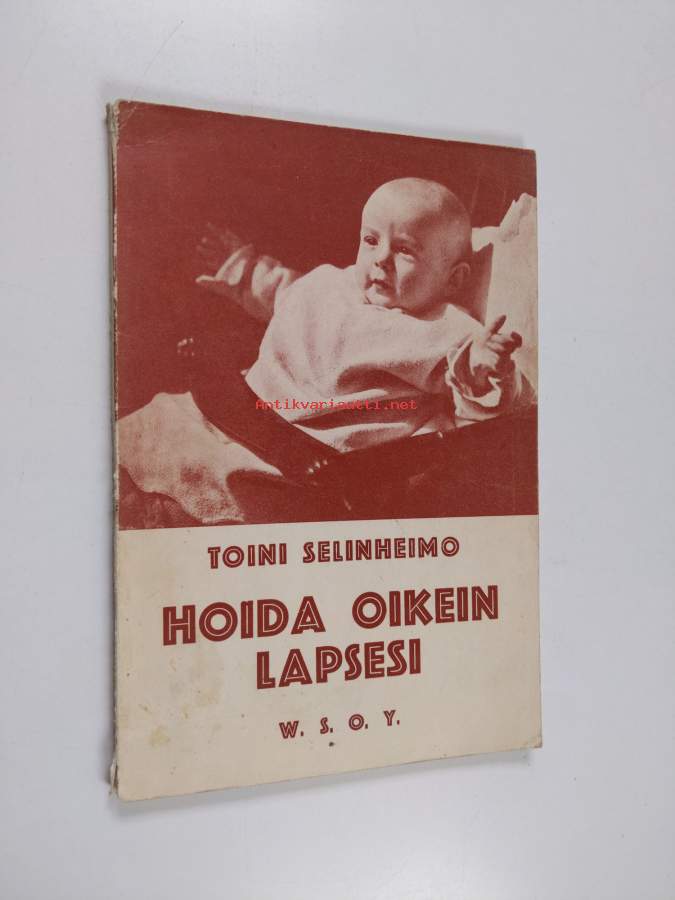 Antikvariaatti.net
TOINI SELINHEIMO
HOIDA OIKEIN
LAPSESI
W. S. O. Y.